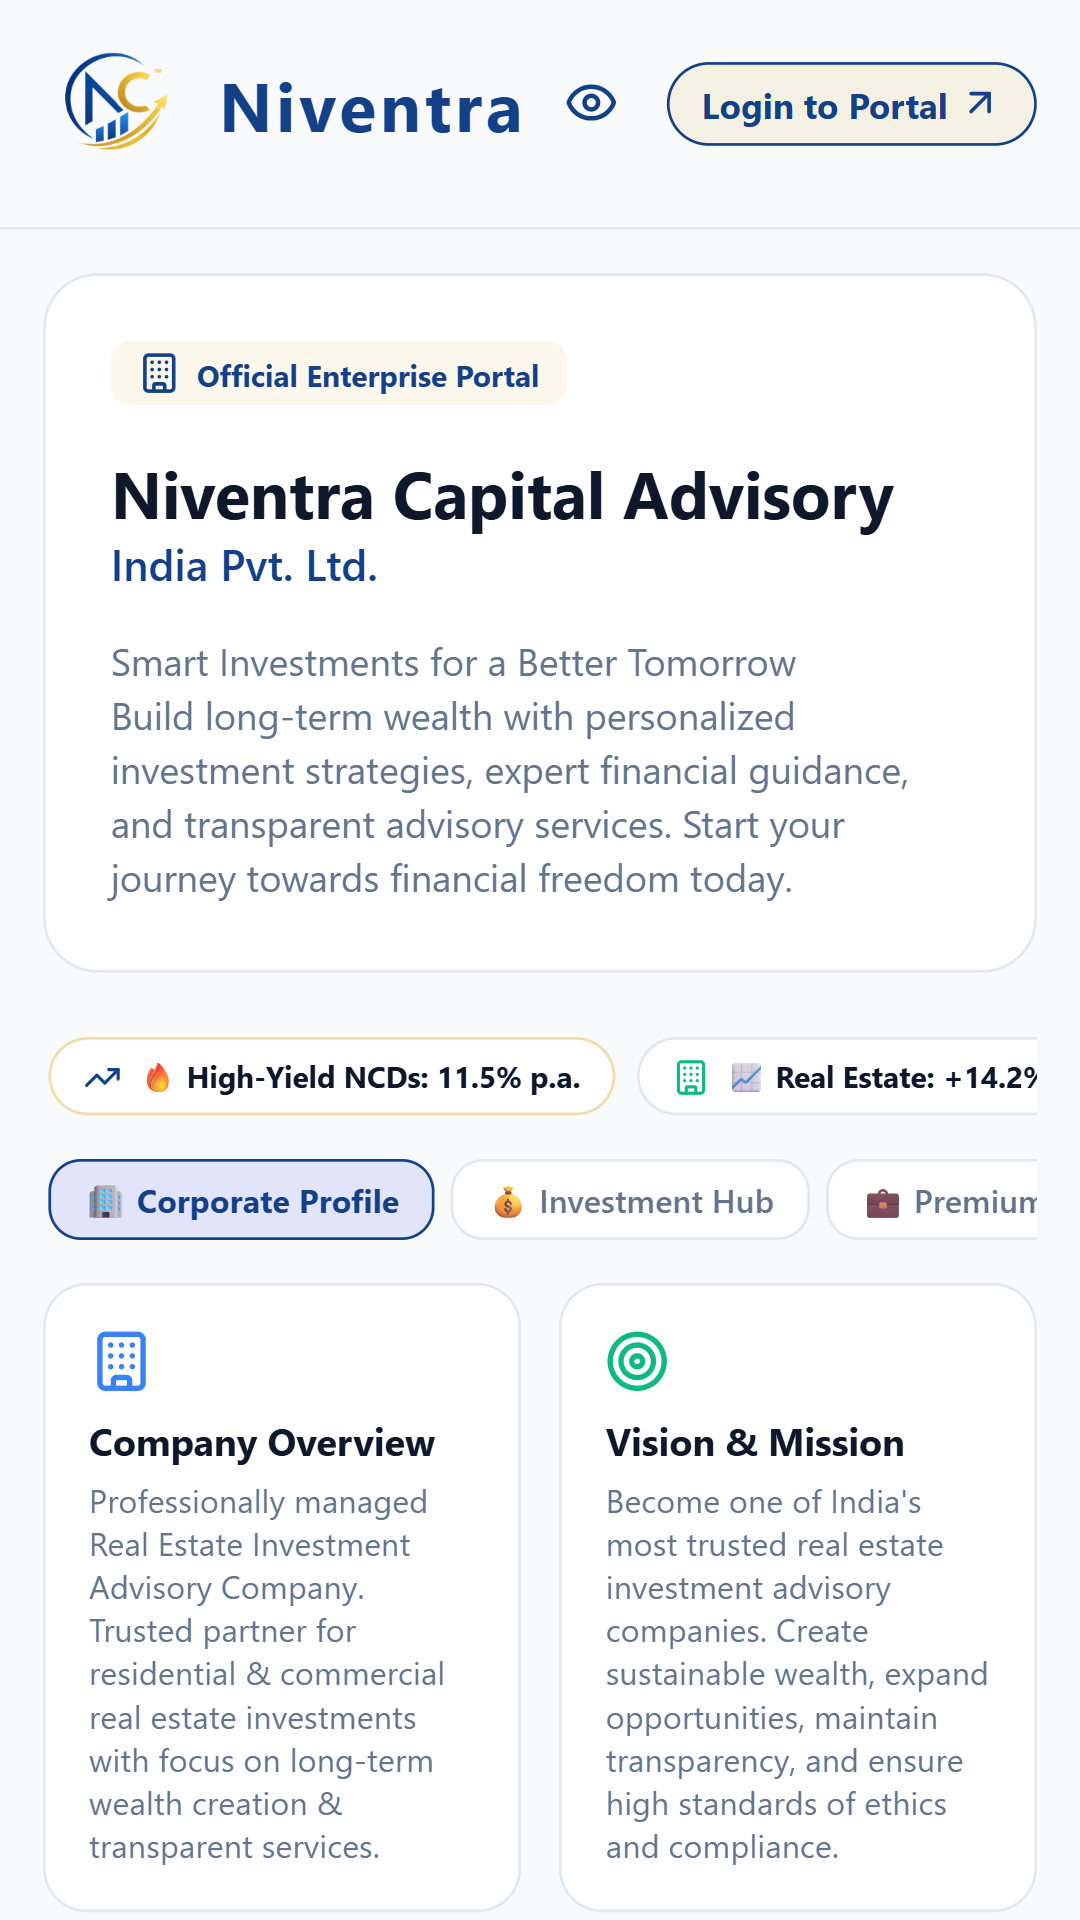 NC™
Niventra
Login to Portal
Official Enterprise Portal
Niventra Capital Advisory
India Pvt. Ltd.
Smart Investments for a Better Tomorrow
Build long-term wealth with personalized
investment strategies, expert financial guidance,
and transparent advisory services. Start your
journey towards financial freedom today.
🔥 High-Yield NCDs: 11.5% p.a.
📈 Real Estate: +14.2%
🏢 Corporate Profile
💰 Investment Hub
💼 Premium
Company Overview
Professionally managed
Real Estate Investment
Advisory Company.
Trusted partner for
residential & commercial
real estate investments
with focus on long-term
wealth creation &
transparent services.
Vision & Mission
Become one of India's
most trusted real estate
investment advisory
companies. Create
sustainable wealth, expand
opportunities, maintain
transparency, and ensure
high standards of ethics
and compliance.